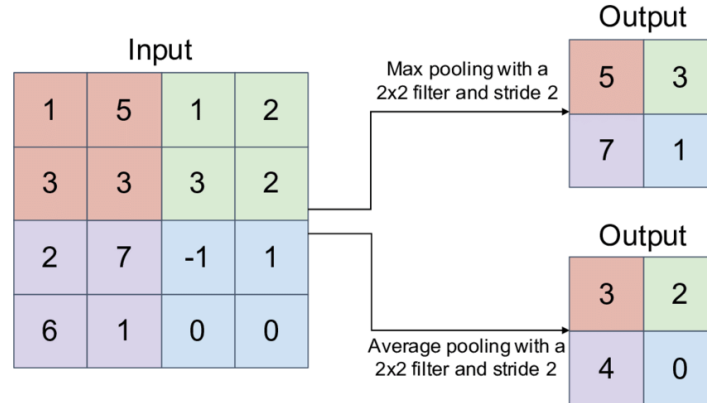 Input
1 5 1 2
3 3 3 2
2 7 -1 1
6 1 0 0
Max pooling with a
2x2 filter and stride 2
Output
5 3
7 1
Average pooling with a
2x2 filter and stride 2
Output
3 2
4 0